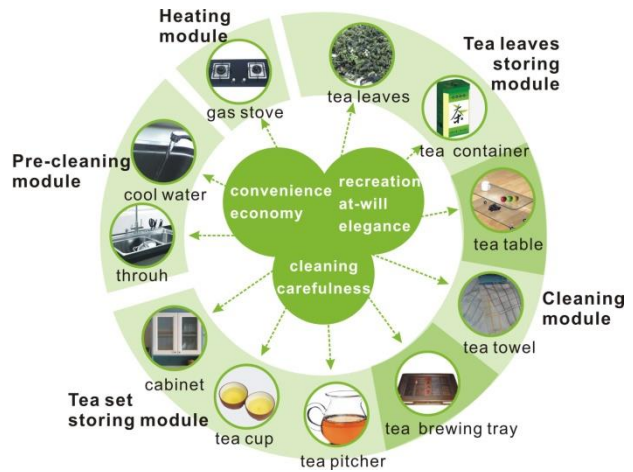 Heating
module
gas stove
tea leaves
Tea leaves
storing
module
tea container
Pre-cleaning
module
cool water
throuh
convenience
economy
recreation
at-will
elegance
cleaning
carefulness
tea table
Cleaning
module
tea towel
cabinet
Tea set
storing module
tea cup
tea pitcher
tea brewing tray
茶